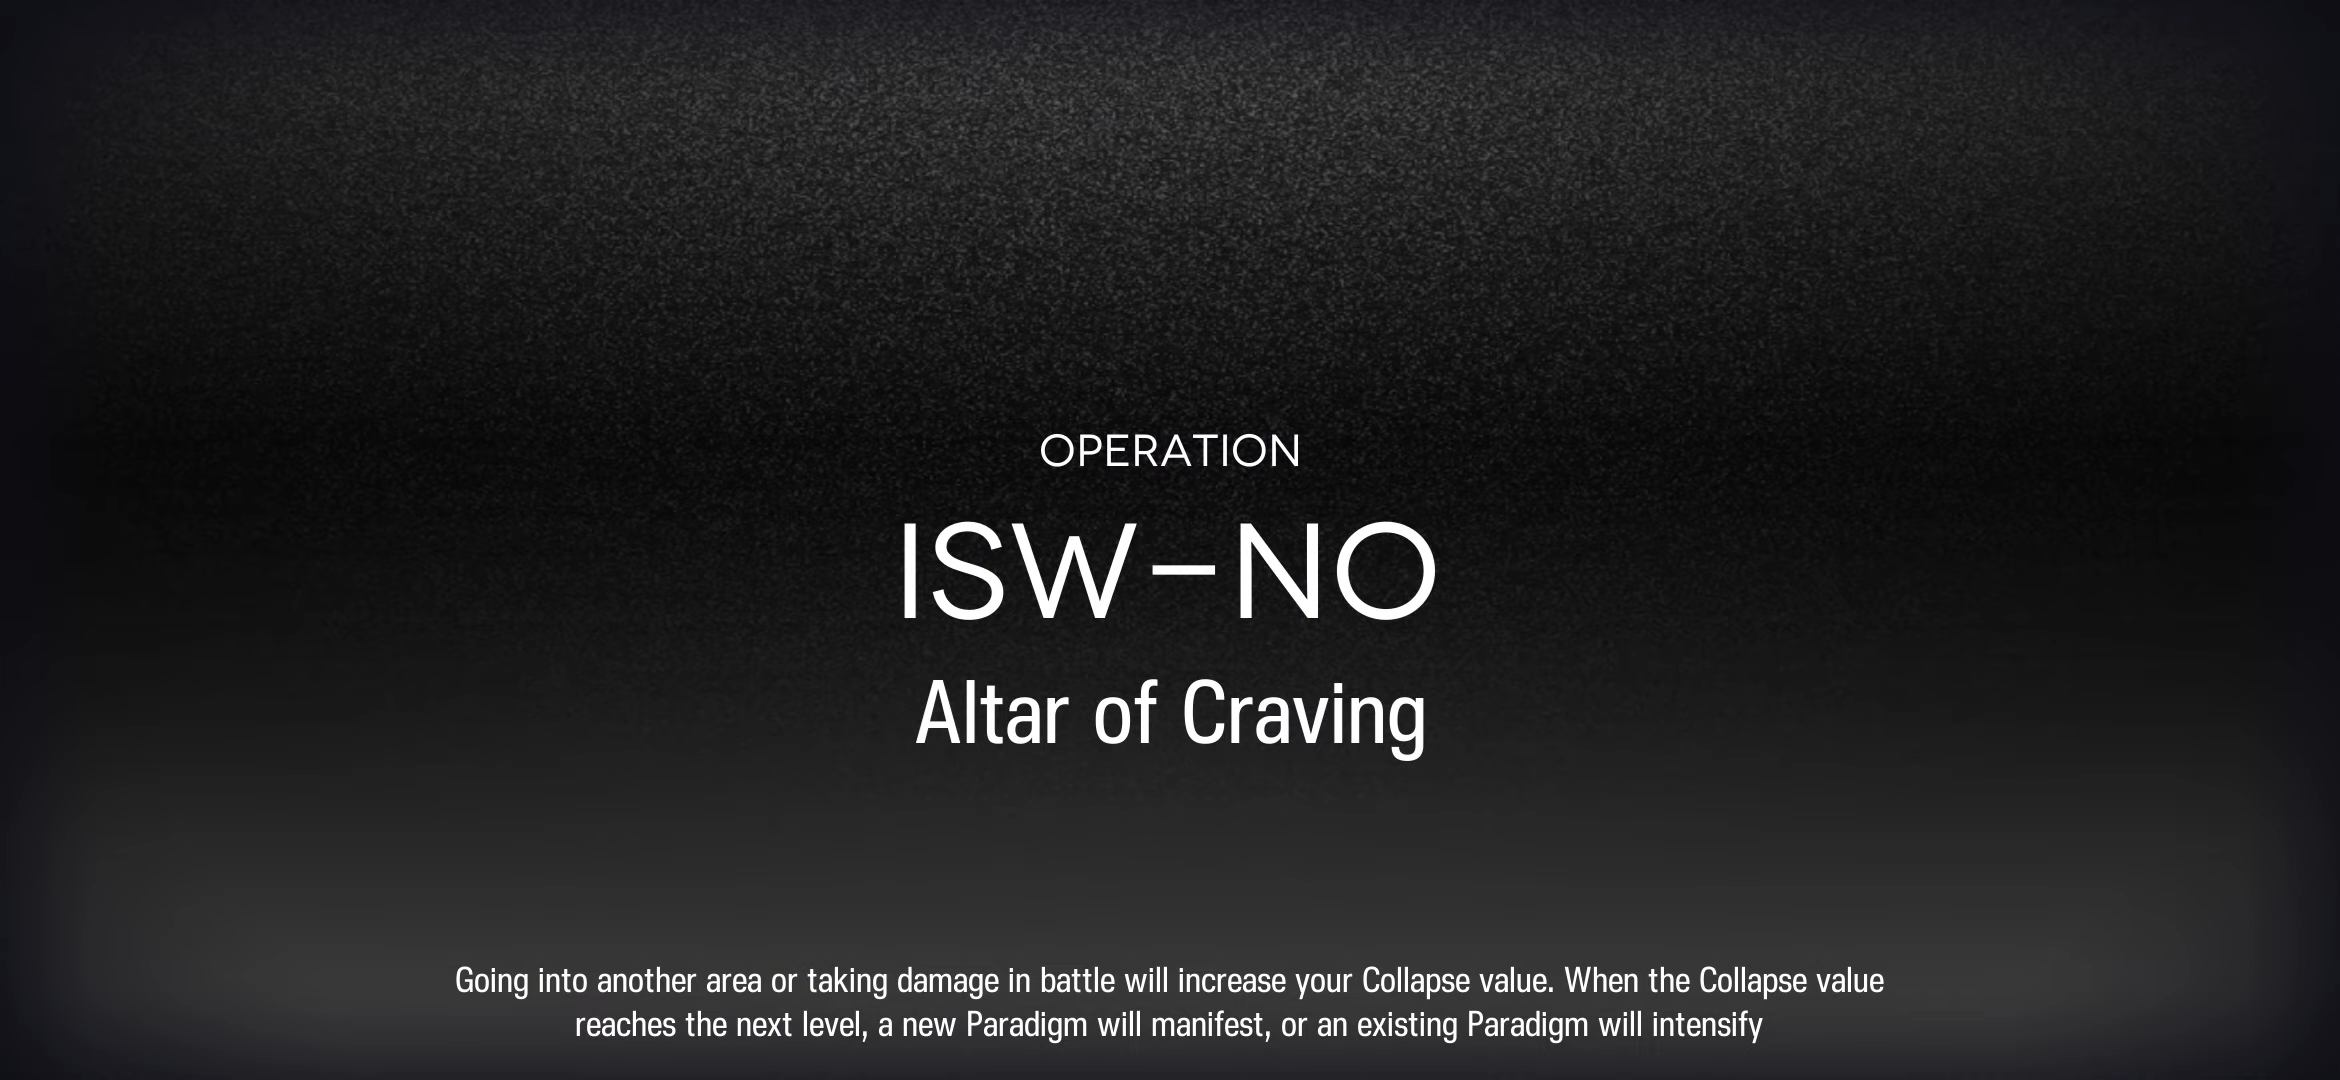 OPERATION
ISW-NO
Altar of Craving
Going into another area or taking damage in battle will increase your Collapse value. When the Collapse value
reaches the next level, a new Paradigm will manifest, or an existing Paradigm will intensify